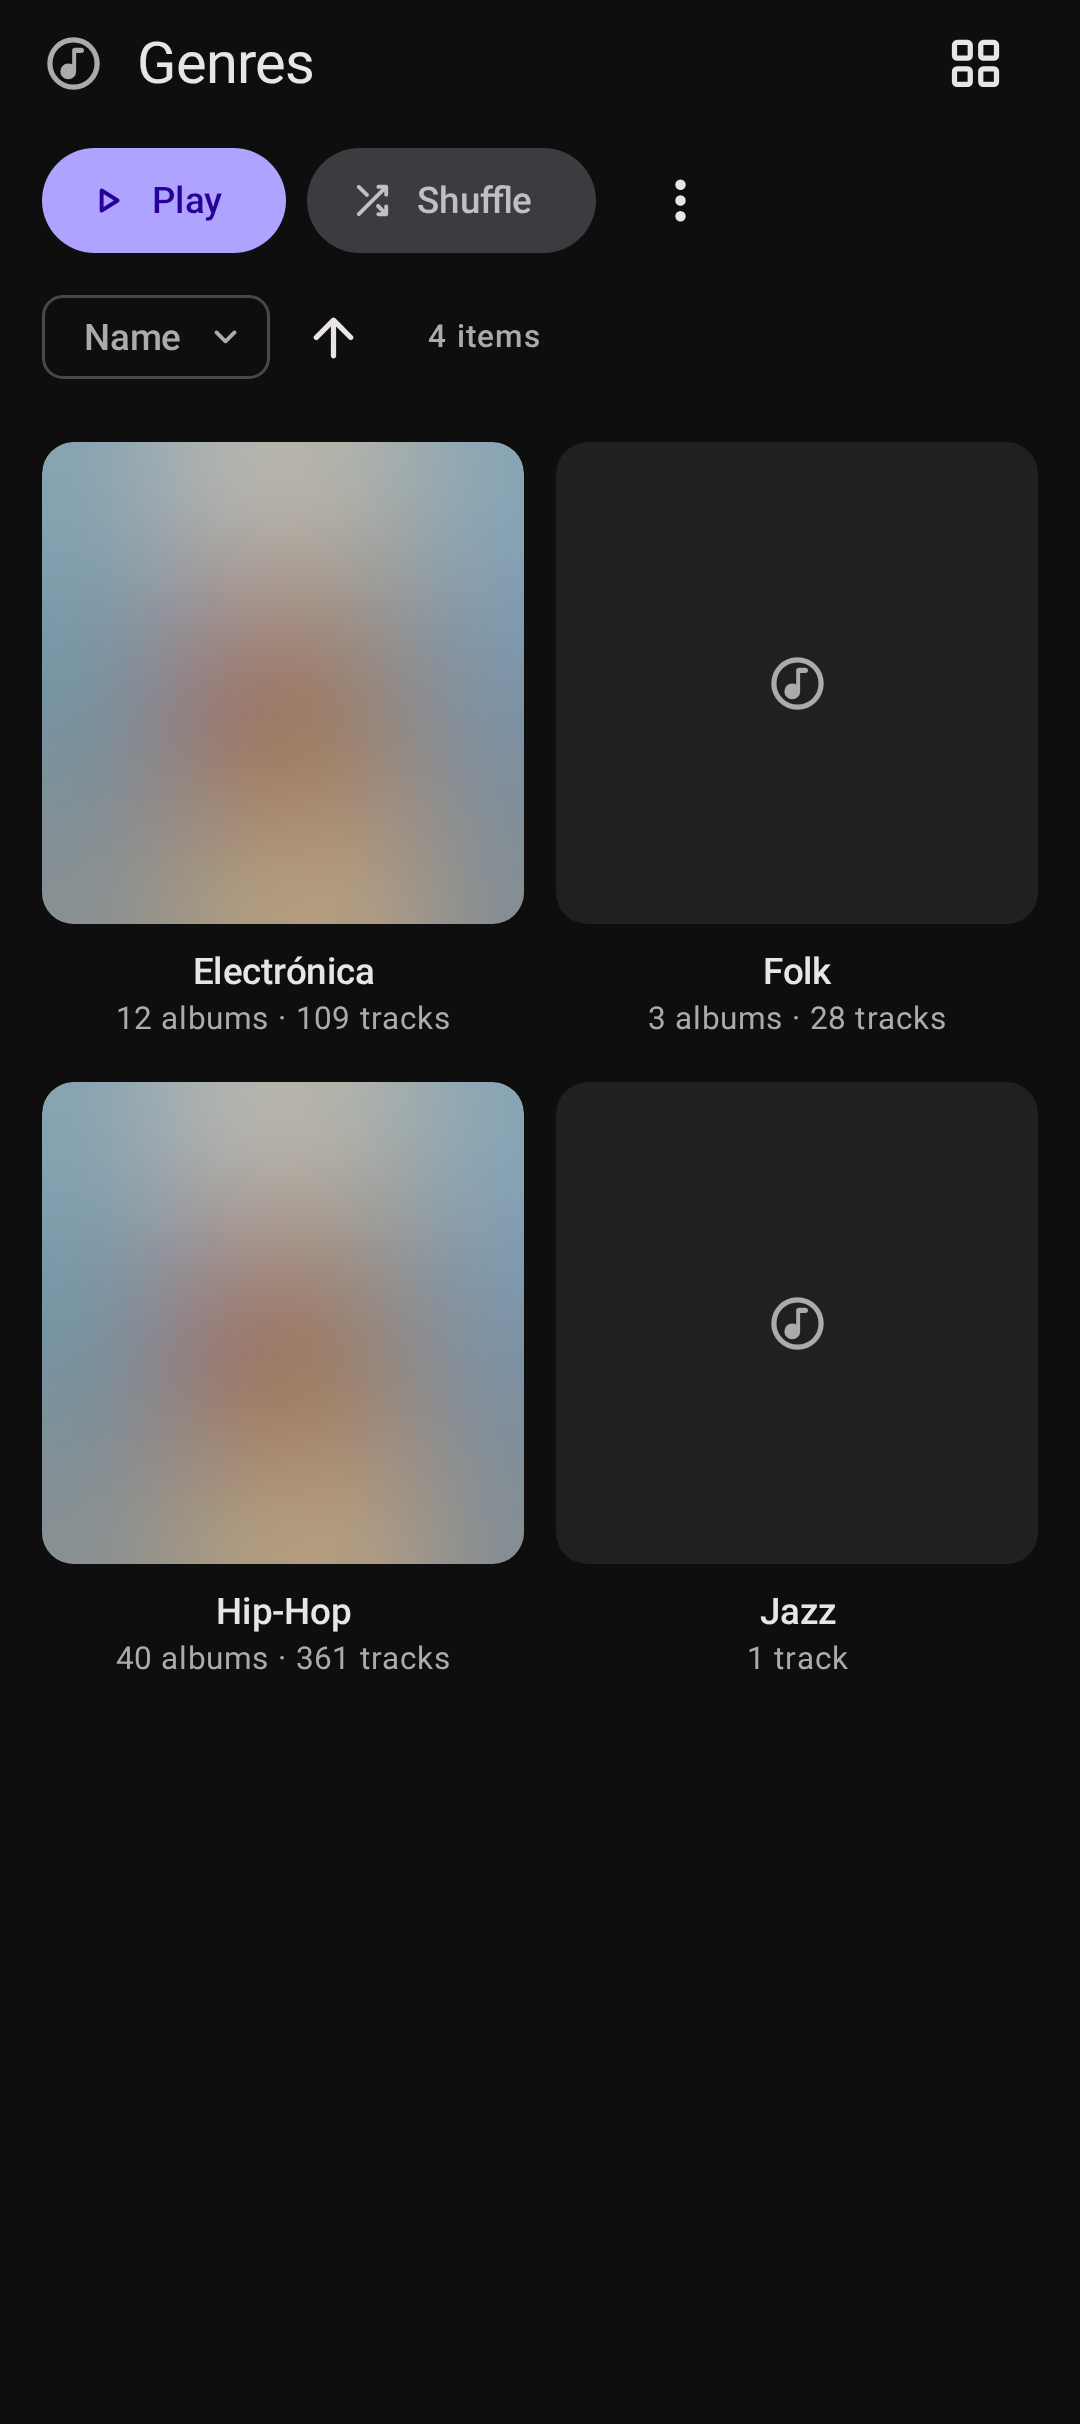 Genres
Play
Shuffle
Name
4 items
Electrónica
12 albums · 109 tracks
Folk
3 albums · 28 tracks
Hip-Hop
40 albums · 361 tracks
Jazz
1 track